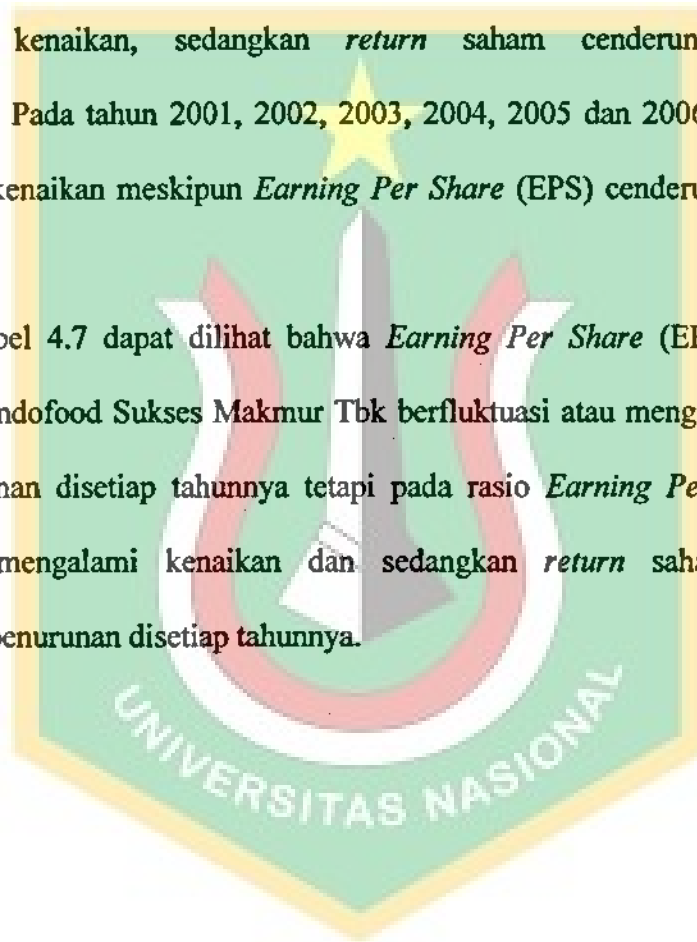 kenaikan, sedangkan return saham cenderun
Pada tahun 2001, 2002, 2003, 2004, 2005 dan 2006
kenaikan meskipun Earning Per Share (EPS) cenderu
bel 4.7 dapat dilihat bahwa Earning Per Share (EP
ndofood Sukses Makmur Tbk berfluktuasi atau meng
nan disetiap tahunnya tetapi pada rasio Earning Pe
mengalami kenaikan dan sedangkan return saha
penurunan disetiap tahunnya.
UNIVERSITAS NASIONAL